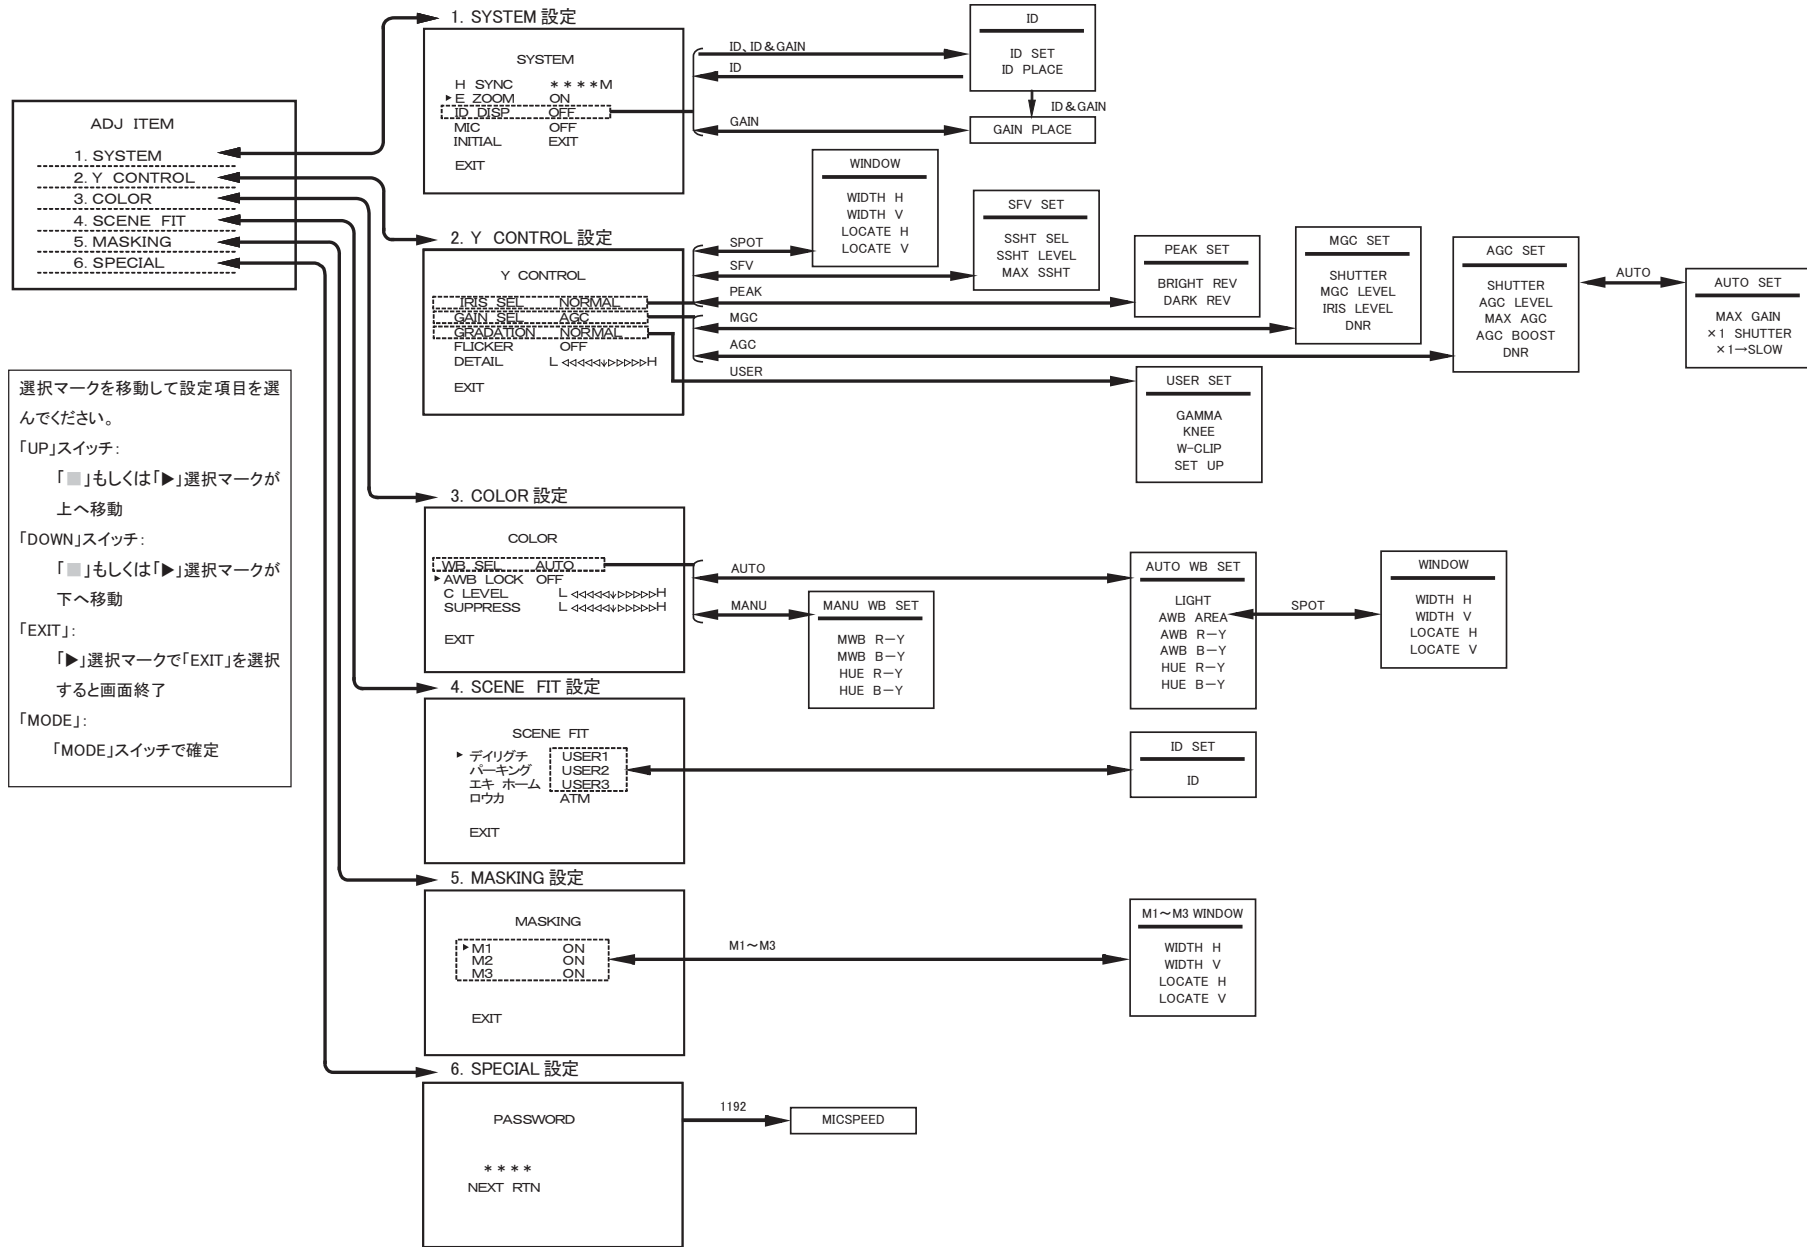 ADJ ITEM
1. SYSTEM
2. Y CONTROL
3. COLOR
4. SCENE FIT
5. MASKING
6. SPECIAL
選択マークを移動して設定項目を選
んでください。
「UP」スイッチ:
「■」もしくは「▶」選択マークが
上へ移動
「DOWN」スイッチ:
「■」もしくは「▶」選択マークが
下へ移動
「EXIT」:
「▶」選択マークで「EXIT」を選択
すると画面終了
「MODE」:
「MODE」スイッチで確定
1. SYSTEM 設定
SYSTEM
H SYNC ****M
▶E ZOOM ON
ID DISP OFF
MIC OFF
INITIAL EXIT
EXIT
ID、ID&GAIN
ID
GAIN
ID
ID SET
ID PLACE
ID&GAIN
GAIN PLACE
2. Y CONTROL 設定
Y CONTROL
IRIS SEL NORMAL
GAIN SEL AGC
GRADATION NORMAL
FLICKER OFF
DETAIL L ◁◁◁◁◁◁↓▷▷▷▷▷H
EXIT
SPOT
SFV
PEAK
MGC
AGC
USER
WINDOW
WIDTH H
WIDTH V
LOCATE H
LOCATE V
SFV SET
SSHT SEL
SSHT LEVEL
MAX SSHT
PEAK SET
BRIGHT REV
DARK REV
MGC SET
SHUTTER
MGC LEVEL
IRIS LEVEL
DNR
AGC SET
SHUTTER
AGC LEVEL
MAX AGC
AGC BOOST
DNR
AUTO
AUTO SET
MAX GAIN
×1 SHUTTER
×1→SLOW
USER SET
GAMMA
KNEE
W-CLIP
SET UP
3. COLOR 設定
COLOR
WB SEL AUTO
▶AWB LOCK OFF
C LEVEL L ◁◁◁◁◁↓▷▷▷▷▷H
SUPPRESS L ◁◁◁◁◁↓▷▷▷▷▷H
EXIT
AUTO
MANU
MANU WB SET
MWB R－Y
MWB B－Y
HUE R－Y
HUE B－Y
AUTO WB SET
LIGHT
AWB AREA
AWB R－Y
AWB B－Y
HUE R－Y
HUE B－Y
SPOT
WINDOW
WIDTH H
WIDTH V
LOCATE H
LOCATE V
4. SCENE FIT 設定
SCENE FIT
▶デイリグチ USER1
パーキング USER2
エキ ホーム USER3
ロウカ ATM
EXIT
ID SET
ID
5. MASKING 設定
MASKING
▶M1 ON
M2 ON
M3 ON
EXIT
M1～M3
M1～M3 WINDOW
WIDTH H
WIDTH V
LOCATE H
LOCATE V
6. SPECIAL 設定
PASSWORD
****
NEXT RTN
1192
MICSPEED